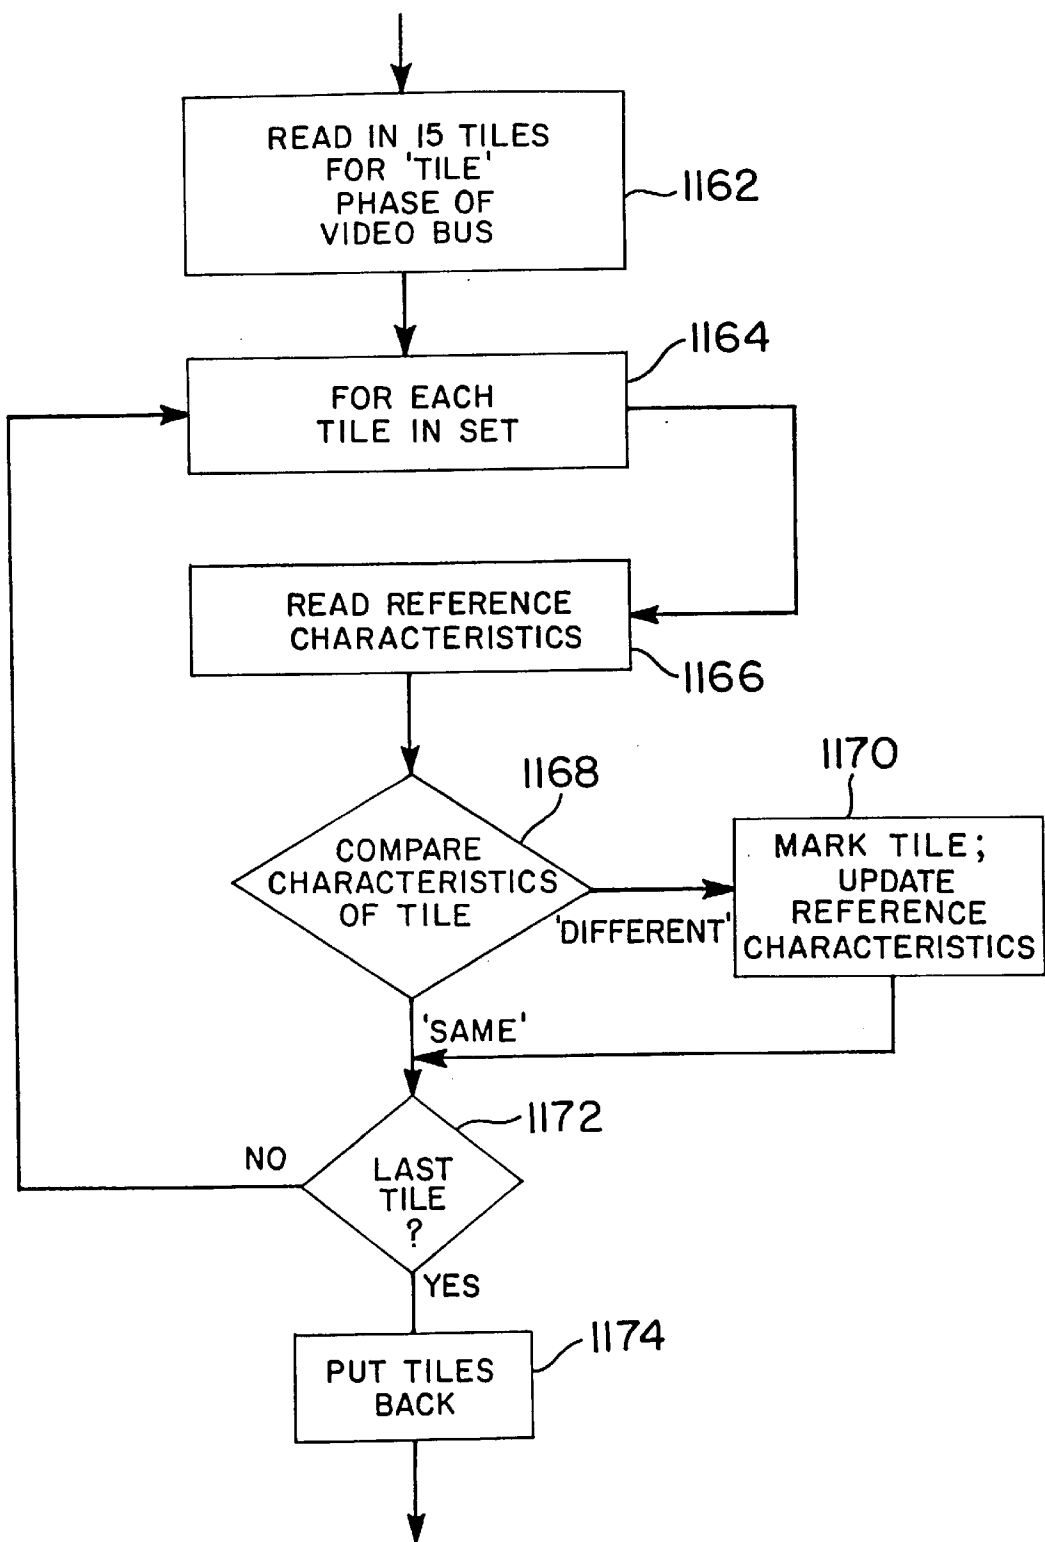 READ IN 15 TILES
FOR 'TILE'
PHASE OF
VIDEO BUS
1162
1164
FOR EACH
TILE IN SET
READ REFERENCE
CHARACTERISTICS
1166
1168
COMPARE
CHARACTERISTICS
OF TILE
'DIFFERENT'
1170
MARK TILE;
UPDATE
REFERENCE
CHARACTERISTICS
'SAME'
1172
NO
LAST
TILE
?
YES
1174
PUT TILES
BACK